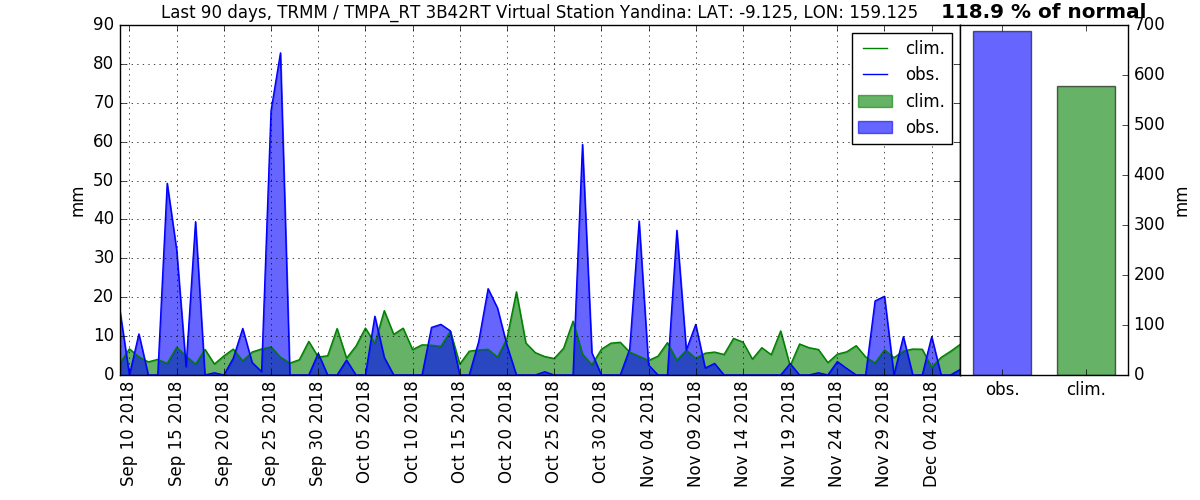 Last 90 days, TRMM / TMPA_RT 3B42RT Virtual Station Yandina: LAT: -9.125, LON: 159.125
118.9 % of normal
90
80
70
60
50
40
30
20
10
0
mm
clim.
obs.
clim.
obs.
700
600
500
400
300
200
100
0
mm
obs.
clim.
Sep 10 2018
Sep 15 2018
Sep 20 2018
Sep 25 2018
Sep 30 2018
Oct 05 2018
Oct 10 2018
Oct 15 2018
Oct 20 2018
Oct 25 2018
Oct 30 2018
Nov 04 2018
Nov 09 2018
Nov 14 2018
Nov 19 2018
Nov 24 2018
Nov 29 2018
Dec 04 2018